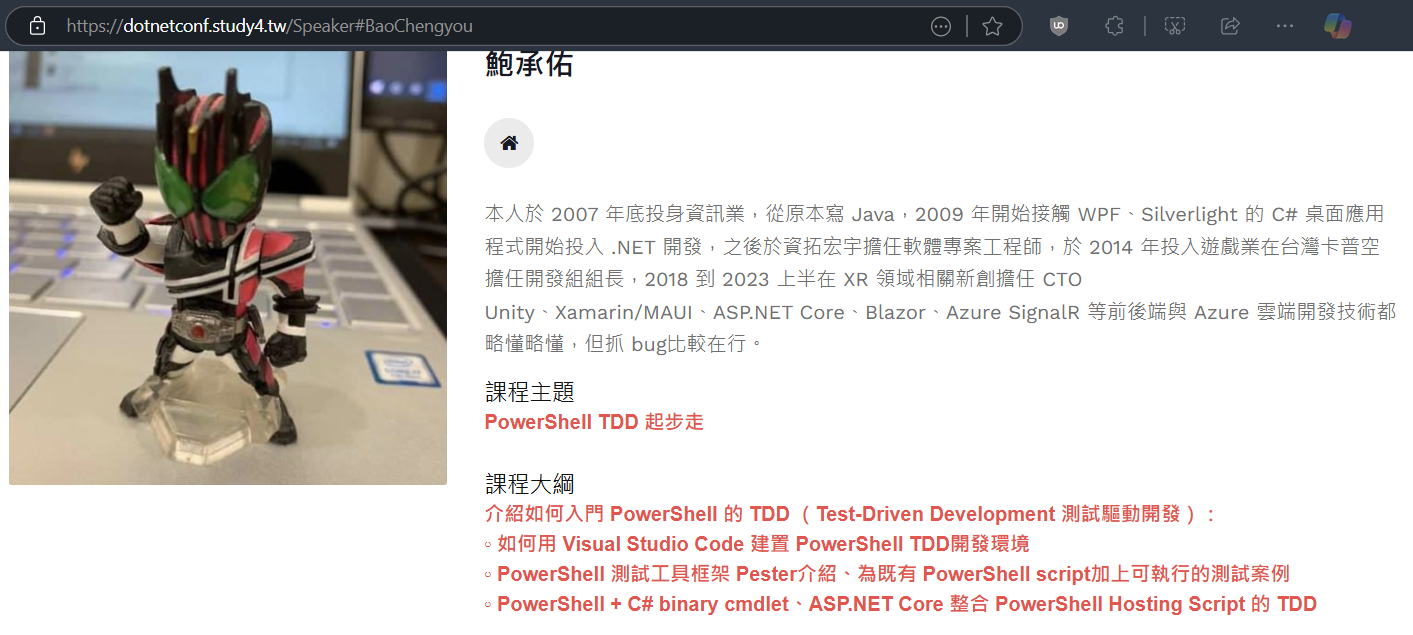 https://dotnetconf.study4.tw/Speaker#BaoChengyou
鮑承佑
本人於 2007 年底投身資訊業，從原本寫 Java，2009 年開始接觸 WPF、Silverlight 的 C# 桌面應用
程式開始投入 .NET 開發，之後於資拓宏宇擔任軟體專案工程師，於 2014 年投入遊戲業在台灣卡普空
擔任開發組組長，2018 到 2023 上半在 XR 領域相關新創擔任 CTO
Unity、Xamarin/MAUI、ASP.NET Core、Blazor、Azure SignalR 等前後端與 Azure 雲端開發技術都
略懂略懂，但抓 bug比較在行。
課程主題
PowerShell TDD 起步走
課程大綱
介紹如何入門 PowerShell 的 TDD （ Test-Driven Development 測試驅動開發 ） :
◦ 如何用 Visual Studio Code 建置 PowerShell TDD開發環境
◦ PowerShell 測試工具框架 Pester介紹、為既有 PowerShell script加上可執行的測試案例
◦ PowerShell + C# binary cmdlet、ASP.NET Core 整合 PowerShell Hosting Script 的 TDD